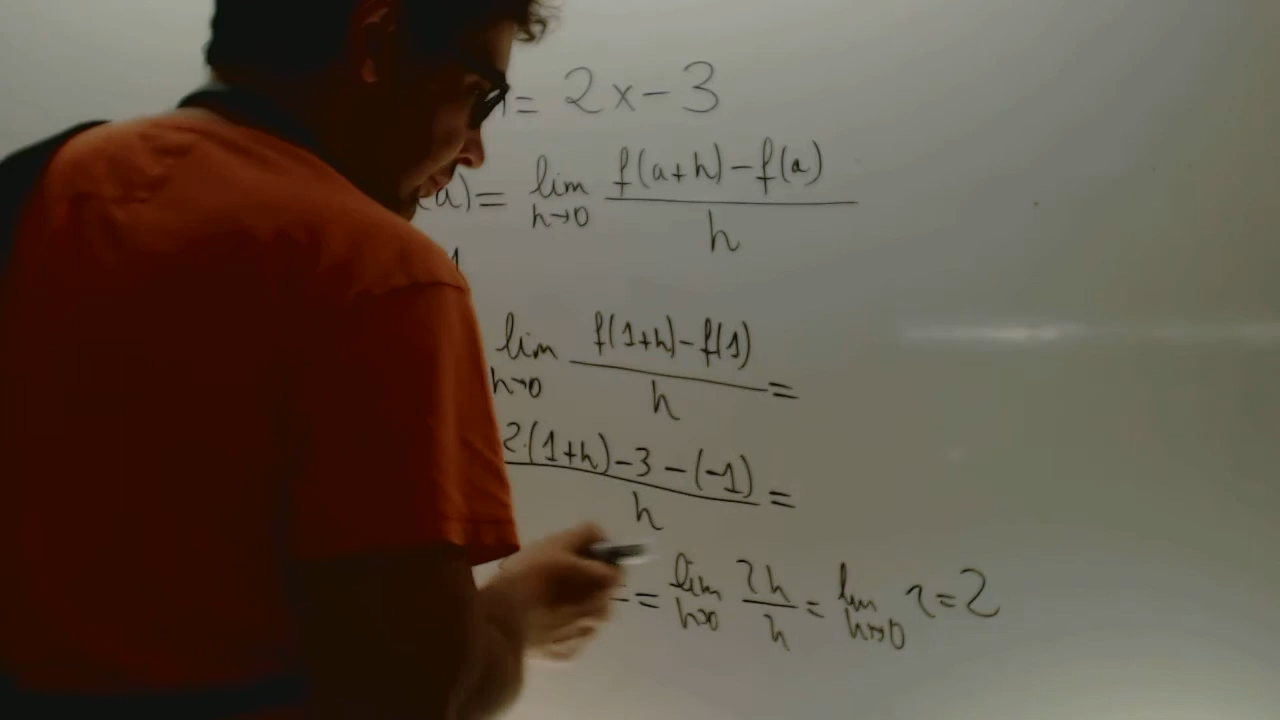 = 2x-3
(a)= lim h→0 f(a+h)-f(a) / h
1
lim h→0 f(1+h)-f(1) / h =
2·(1+h)-3-(-1) / h =
= lim h→0 2h / h = lim h→0 2=2